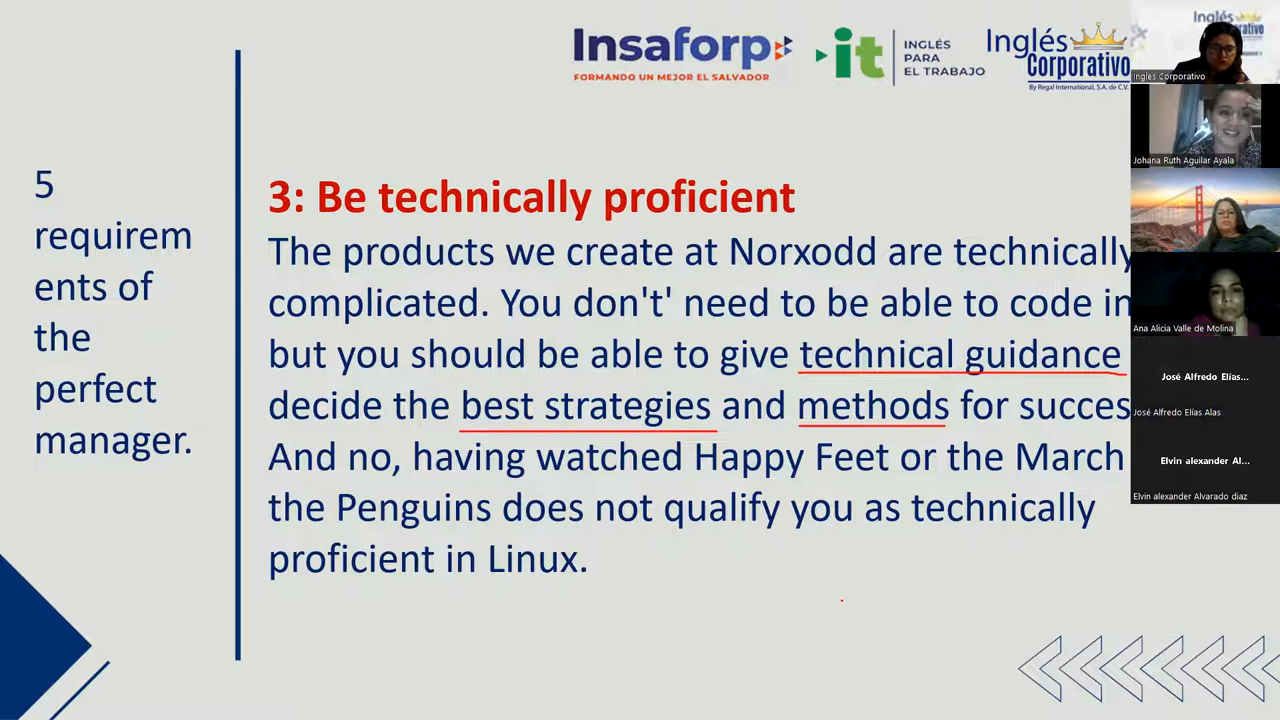 Insaforp
FORMANDO UN MEJOR EL SALVADOR
it
INGLÉS
PARA
EL TRABAJO
Inglés
Corporativo
By Regal International, S.A. de C.V.
5
requirem
ents of
the
perfect
manager.
3: Be technically proficient
The products we create at Norxodd are technically
complicated. You don't' need to be able to code in
but you should be able to give technical guidance
decide the best strategies and methods for succes
And no, having watched Happy Feet or the March
the Penguins does not qualify you as technically
proficient in Linux.
Inglés
Ingles Corporativo
Johana Ruth Aguilar Ayala
Ana Alicia Valle de Molina
José Alfredo Elías...
José Alfredo Elías Alas
Elvin alexander Al...
Elvin alexander Alvarado diaz